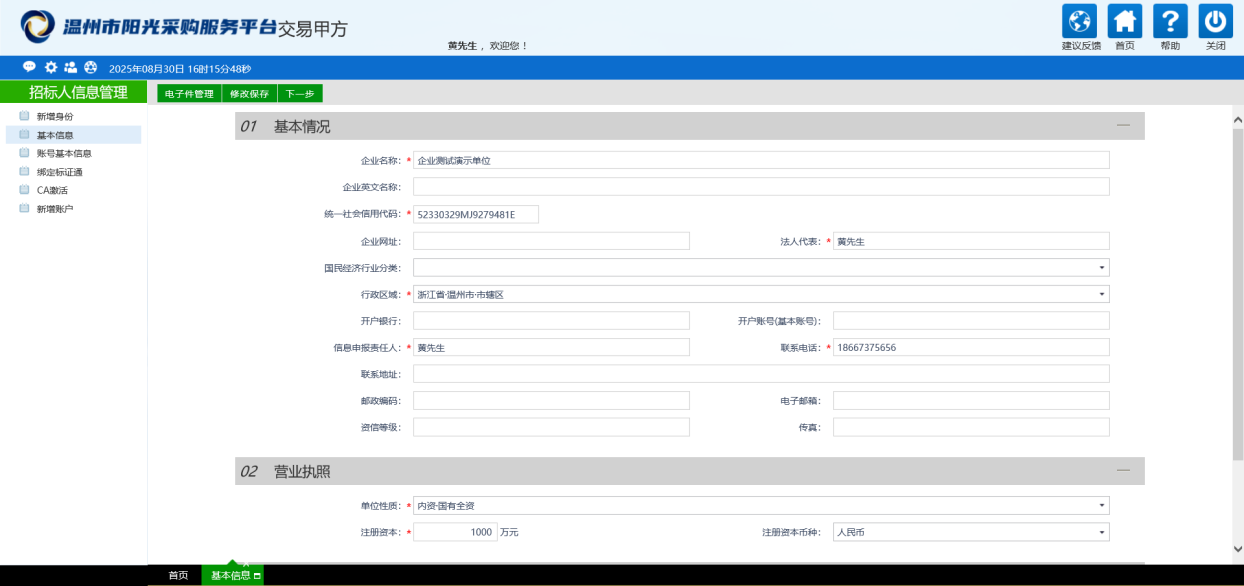 温州市阳光采购服务平台交易甲方
黄先生，欢迎您！
建议反馈 首页 帮助 关闭
2025年08月30日 16时15分48秒
招标人信息管理
电子件管理 修改保存 下一步
新增身份
基本信息
账号基本信息
绑定标证通
CA激活
新增账户
01 基本情况
企业名称：* 企业测试演示单位
企业英文名称：
统一社会信用代码：* 52330329MJ9279481E
企业网址： 法人代表：* 黄先生
国民经济行业分类：
行政区域：* 浙江省·温州市·市辖区
开户银行： 开户账号(基本账号)：
信息申报责任人：* 黄先生 联系电话：* 18667375656
联系地址：
邮政编码： 电子邮箱：
资信等级： 传真：
02 营业执照
单位性质：* 内资·国有全资
注册资本：* 1000 万元 注册资本币种： 人民币
首页 基本信息